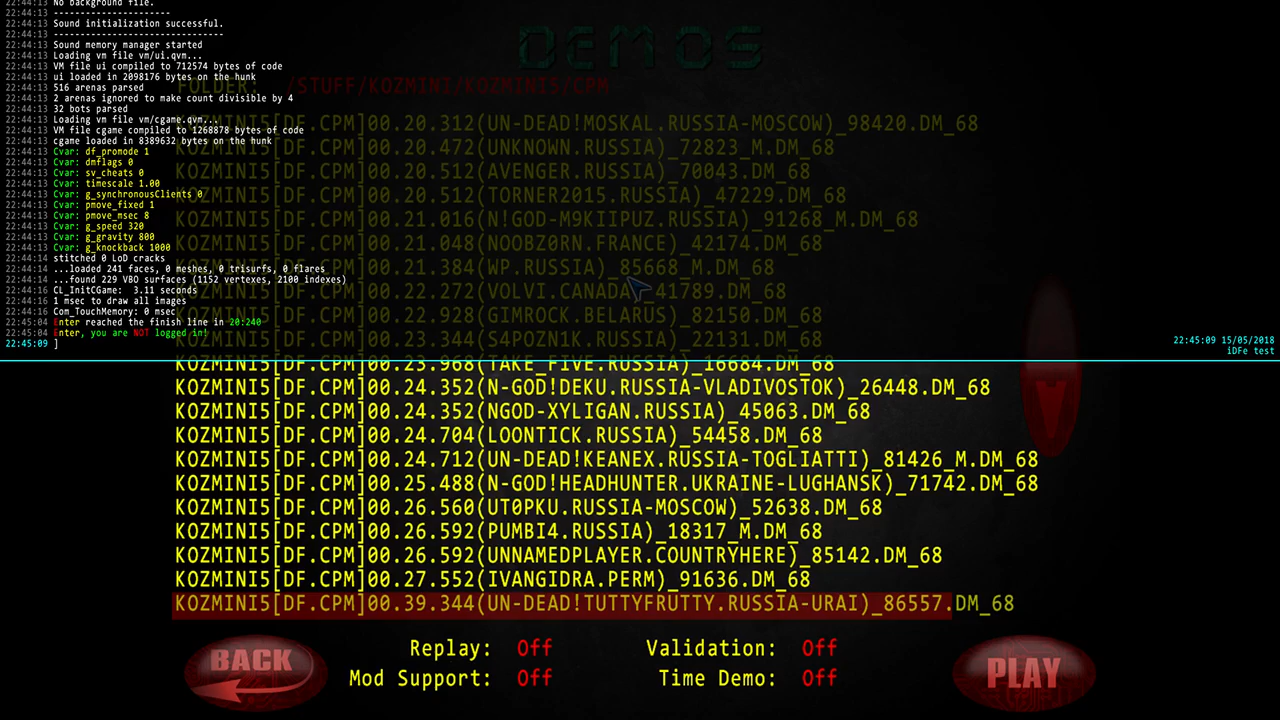 22:44:13 No background file.
22:44:13 ----------------------
22:44:13 Sound initialization successful.
22:44:13 --------------------------------
22:44:13 Sound memory manager started
22:44:13 Loading vm file vm/ui.qvm...
22:44:13 VM file ui compiled to 712574 bytes of code
22:44:13 ui loaded in 2098176 bytes on the hunk
22:44:13 516 arenas parsed
22:44:13 2 arenas ignored to make count divisible by 4
22:44:13 32 bots parsed
22:44:13 Loading vm file vm/cgame.qvm...
22:44:13 VM file cgame compiled to 1268878 bytes of code
22:44:13 cgame loaded in 8389632 bytes on the hunk
22:44:13 Cvar: df_promode 1
22:44:13 Cvar: dmflags 0
22:44:13 Cvar: sv_cheats 0
22:44:13 Cvar: timescale 1.00
22:44:13 Cvar: g_synchronousClients 0
22:44:13 Cvar: pmove_fixed 1
22:44:13 Cvar: pmove_msec 8
22:44:13 Cvar: g_speed 320
22:44:13 Cvar: g_gravity 800
22:44:13 Cvar: g_knockback 1000
22:44:14 stitched 0 LoD cracks
22:44:14 ...loaded 241 faces, 0 meshes, 0 trisurfs, 0 flares
22:44:14 ...found 229 VBO surfaces (1152 vertexes, 2100 indexes)
22:44:16 CL_InitCGame:  3.11 seconds
22:44:16 1 msec to draw all images
22:44:16 Com_TouchMemory: 0 msec
22:45:04 Enter reached the finish line in 20:240
22:45:04 Enter, you are NOT logged in!
22:45:09 ]
22:45:09 15/05/2018
iDFe test
DEMOS
FOLDER: /STUFF/KOZMINI/KOZMINI5/CPM
KOZMINI5[DF.CPM]00.20.312(UN-DEAD!MOSKAL.RUSSIA-MOSCOW)_98420.DM_68
KOZMINI5[DF.CPM]00.20.472(UNKNOWN.RUSSIA)_72823_M.DM_68
KOZMINI5[DF.CPM]00.20.512(AVENGER.RUSSIA)_70043.DM_68
KOZMINI5[DF.CPM]00.20.512(TORNER2015.RUSSIA)_47229.DM_68
KOZMINI5[DF.CPM]00.21.016(N!GOD-M9KIIPUZ.RUSSIA)_91268_M.DM_68
KOZMINI5[DF.CPM]00.21.048(NOOBZ0RN.FRANCE)_42174.DM_68
KOZMINI5[DF.CPM]00.21.384(WP.RUSSIA)_85668_M.DM_68
KOZMINI5[DF.CPM]00.22.272(VOLVI.CANADA)_41789.DM_68
KOZMINI5[DF.CPM]00.22.928(GIMROCK.BELARUS)_82150.DM_68
KOZMINI5[DF.CPM]00.23.344(S4POZN1K.RUSSIA)_22131.DM_68
KOZMINI5[DF.CPM]00.23.968(TAKE_FIVE.RUSSIA)_16684.DM_68
KOZMINI5[DF.CPM]00.24.352(N-GOD!DEKU.RUSSIA-VLADIVOSTOK)_26448.DM_68
KOZMINI5[DF.CPM]00.24.352(NGOD-XYLIGAN.RUSSIA)_45063.DM_68
KOZMINI5[DF.CPM]00.24.704(LOONTICK.RUSSIA)_54458.DM_68
KOZMINI5[DF.CPM]00.24.712(UN-DEAD!KEANEX.RUSSIA-TOGLIATTI)_81426_M.DM_68
KOZMINI5[DF.CPM]00.25.488(N-GOD!HEADHUNTER.UKRAINE-LUGHANSK)_71742.DM_68
KOZMINI5[DF.CPM]00.26.560(UT0PKU.RUSSIA-MOSCOW)_52638.DM_68
KOZMINI5[DF.CPM]00.26.592(PUMBI4.RUSSIA)_18317_M.DM_68
KOZMINI5[DF.CPM]00.26.592(UNNAMEDPLAYER.COUNTRYHERE)_85142.DM_68
KOZMINI5[DF.CPM]00.27.552(IVANGIDRA.PERM)_91636.DM_68
KOZMINI5[DF.CPM]00.39.344(UN-DEAD!TUTTYFRUTTY.RUSSIA-URAI)_86557.DM_68
BACK
Replay: Off
Validation: Off
Mod Support: Off
Time Demo: Off
PLAY